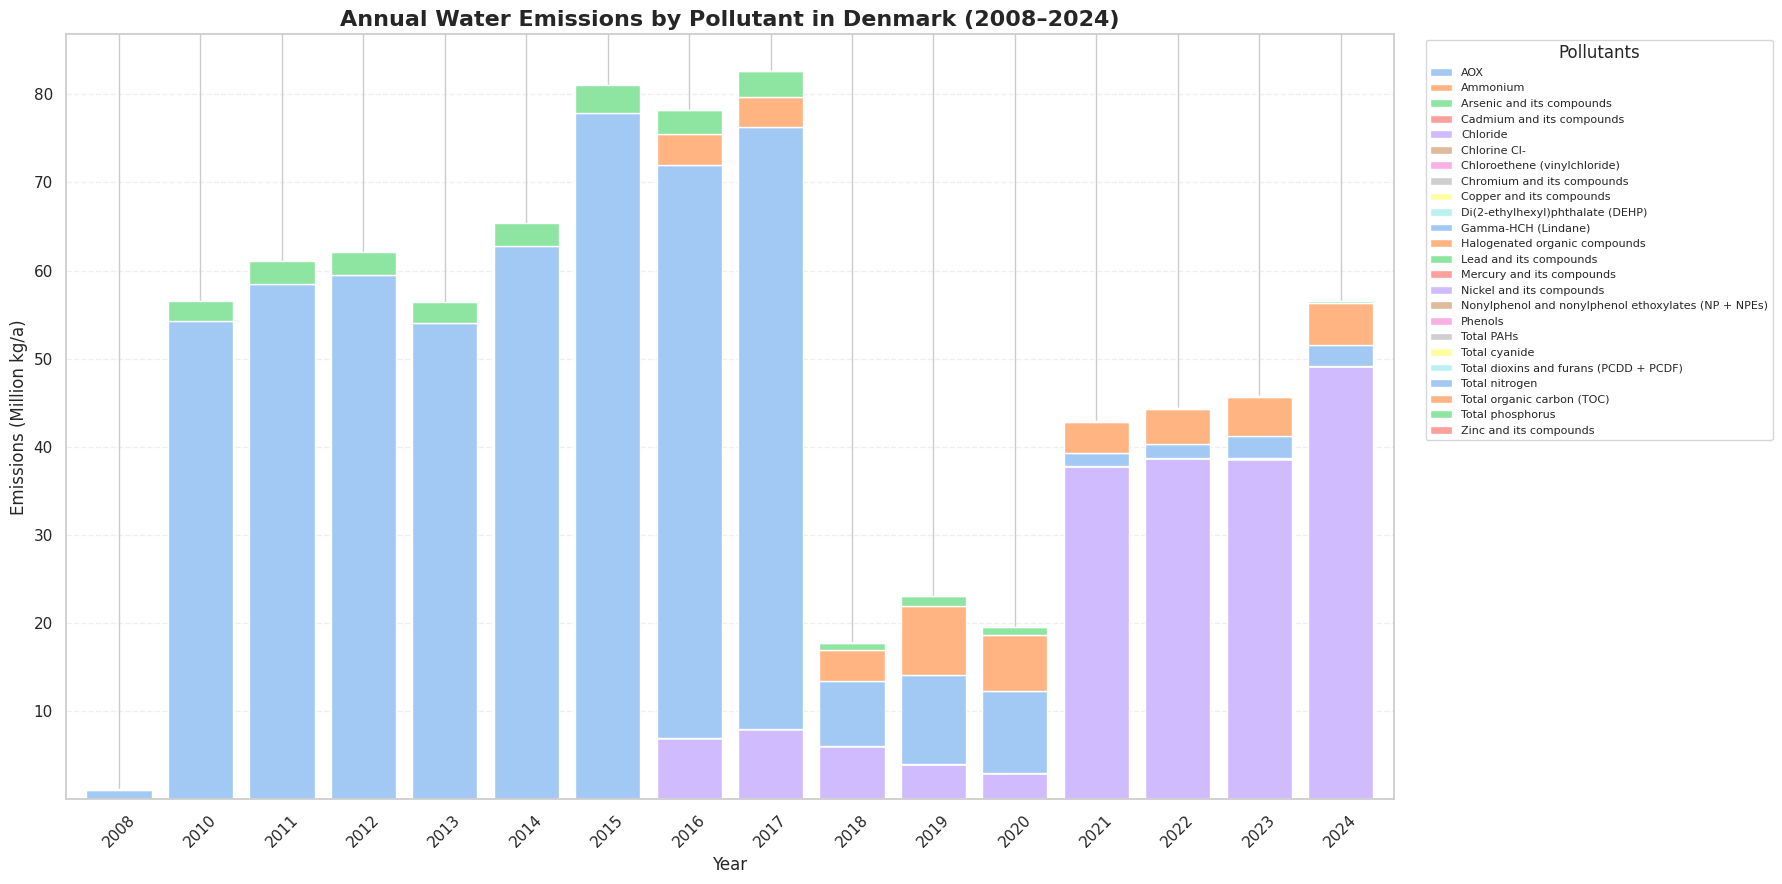 Annual Water Emissions by Pollutant in Denmark (2008–2024)
Emissions (Million kg/a)
80
70
60
50
40
30
20
10
2008
2010
2011
2012
2013
2014
2015
2016
2017
2018
2019
2020
2021
2022
2023
2024
Year
Pollutants
AOX
Ammonium
Arsenic and its compounds
Cadmium and its compounds
Chloride
Chlorine Cl-
Chloroethene (vinylchloride)
Chromium and its compounds
Copper and its compounds
Di(2-ethylhexyl)phthalate (DEHP)
Gamma-HCH (Lindane)
Halogenated organic compounds
Lead and its compounds
Mercury and its compounds
Nickel and its compounds
Nonylphenol and nonylphenol ethoxylates (NP + NPEs)
Phenols
Total PAHs
Total cyanide
Total dioxins and furans (PCDD + PCDF)
Total nitrogen
Total organic carbon (TOC)
Total phosphorus
Zinc and its compounds